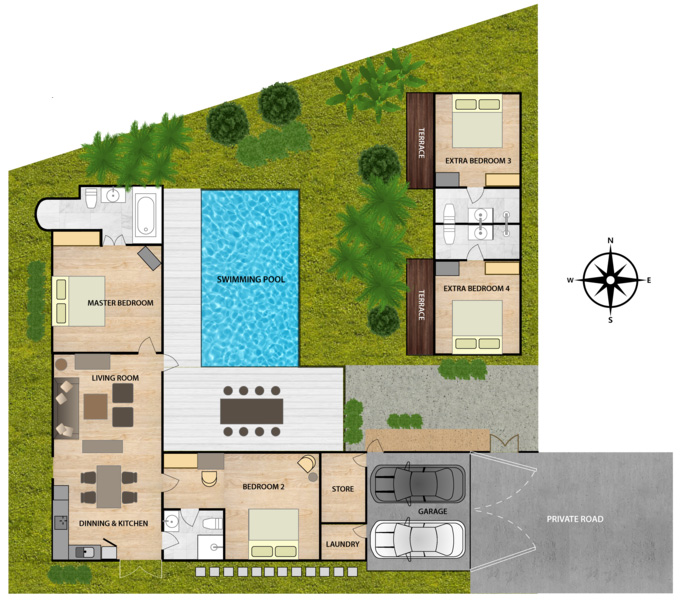 TERRACE
EXTRA BEDROOM 3
N
W
E
S
SWIMMING POOL
MASTER BEDROOM
TERRACE
EXTRA BEDROOM 4
LIVING ROOM
BEDROOM 2
STORE
GARAGE
PRIVATE ROAD
DINNING & KITCHEN
LAUNDRY